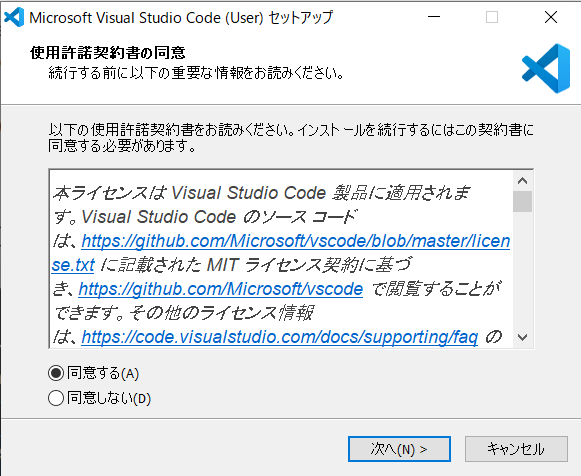 Microsoft Visual Studio Code (User) セットアップ
使用許諾契約書の同意
続行する前に以下の重要な情報をお読みください。
以下の使用許諾契約書をお読みください。インストールを続行するにはこの契約書に
同意する必要があります。
本ライセンスは Visual Studio Code 製品に適用されま
す。Visual Studio Code のソース コード
は、https://github.com/Microsoft/vscode/blob/master/licen
se.txt に記載された MIT ライセンス契約に基づ
き、https://github.com/Microsoft/vscode で閲覧することが
できます。その他のライセンス情報
は、https://code.visualstudio.com/docs/supporting/faq の
同意する(A)
同意しない(D)
次へ(N) >
キャンセル